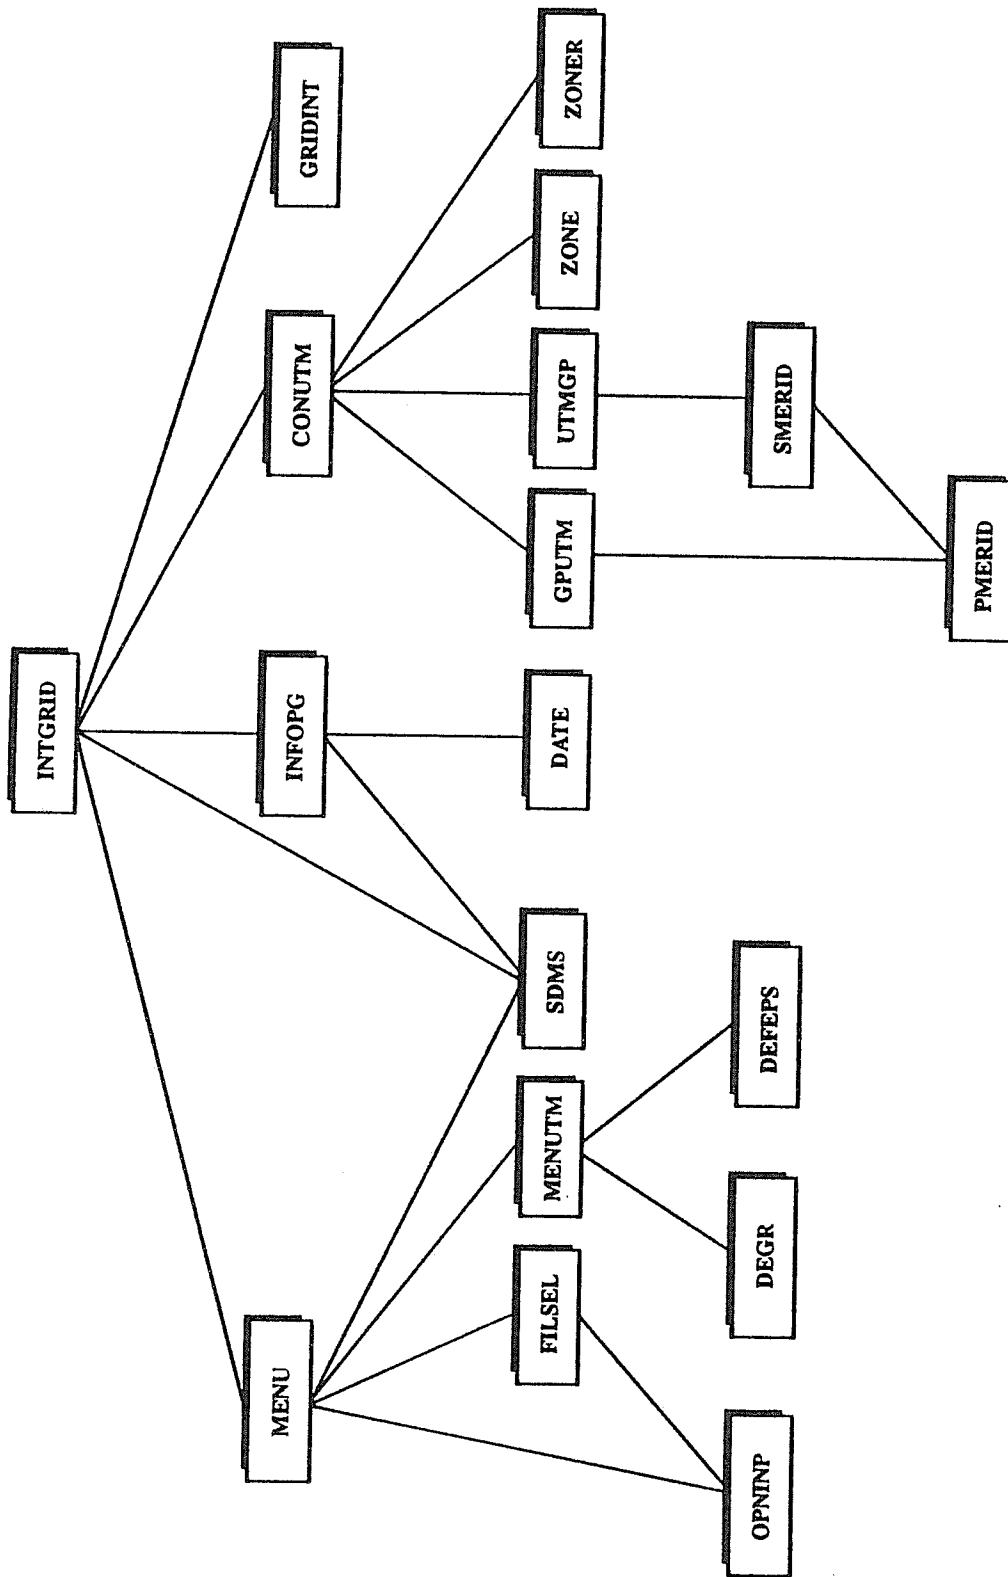 INTGRID
MENU
INFOPG
CONUTM
GRIDINT
FILSEL
MENUTM
SDMS
DATE
GPUTM
UTMGP
ZONE
ZONER
OPNINP
DEGR
DEFEPS
SMERID
PMERID